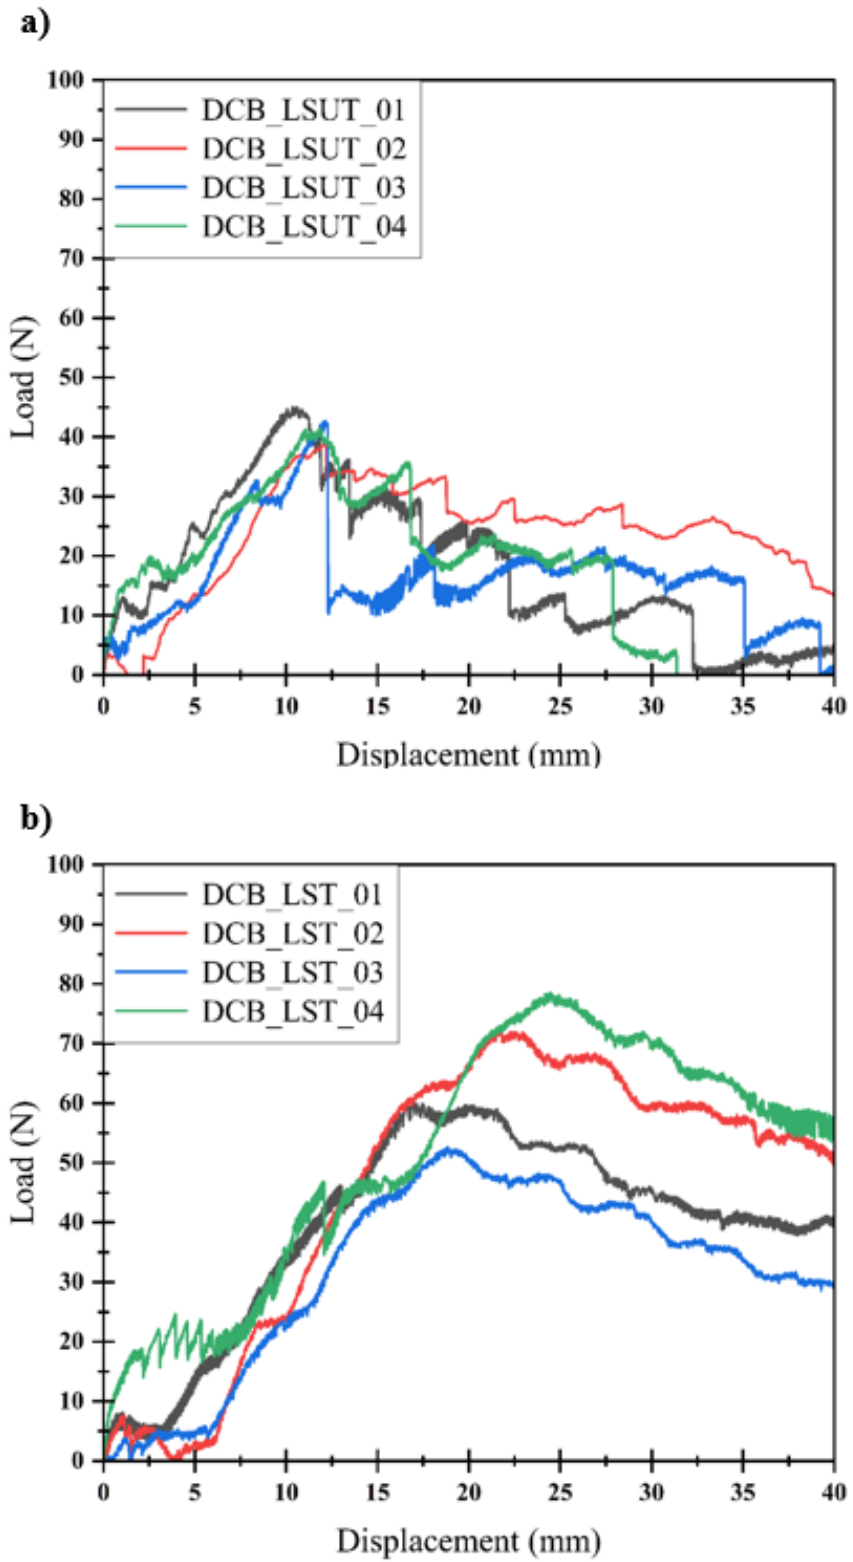 a)
100
90
80
70
60
50
40
30
20
10
0
Load (N)
DCB_LSUT_01
DCB_LSUT_02
DCB_LSUT_03
DCB_LSUT_04
0 5 10 15 20 25 30 35 40
Displacement (mm)
b)
100
90
80
70
60
50
40
30
20
10
0
Load (N)
DCB_LST_01
DCB_LST_02
DCB_LST_03
DCB_LST_04
0 5 10 15 20 25 30 35 40
Displacement (mm)